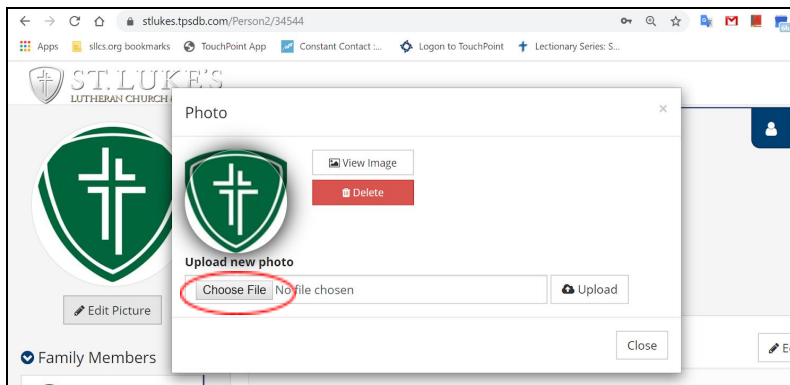 stlukes.tpsdb.com/Person2/34544
Apps sllcs.org bookmarks TouchPoint App Constant Contact :... Logon to TouchPoint Lectionary Series: S...
ST. LUKE'S
LUTHERAN CHURCH
Photo
×
View Image
Delete
Upload new photo
Choose File No file chosen Upload
Edit Picture
Close
Family Members